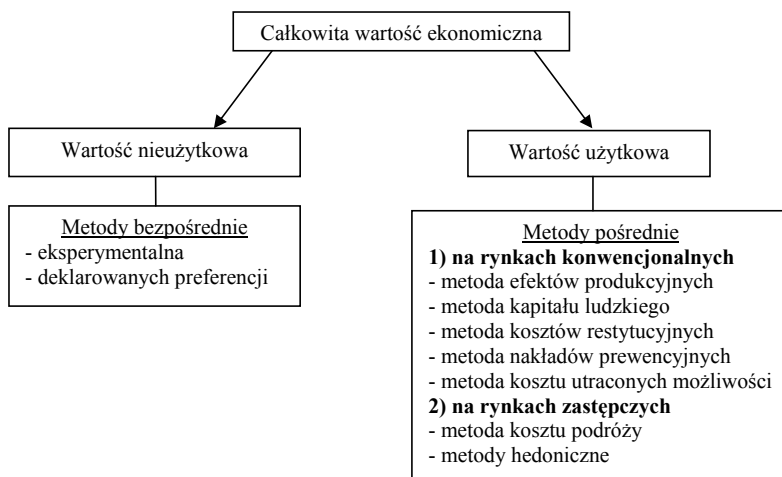 Całkowita wartość ekonomiczna
Wartość nieużytkowa
Wartość użytkowa
Metody bezpośrednie
- eksperymentalna
- deklarowanych preferencji
Metody pośrednie
1) na rynkach konwencjonalnych
- metoda efektów produkcyjnych
- metoda kapitału ludzkiego
- metoda kosztów restytucyjnych
- metoda nakładów prewencyjnych
- metoda kosztu utraconych możliwości
2) na rynkach zastępczych
- metoda kosztu podróży
- metody hedoniczne